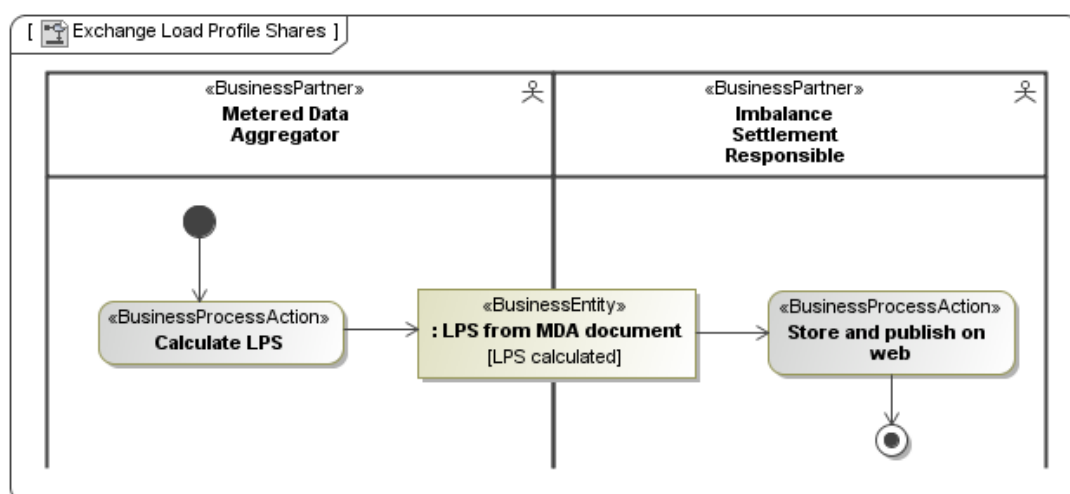 [ Exchange Load Profile Shares ]
«BusinessPartner»
Metered Data
Aggregator
«BusinessPartner»
Imbalance
Settlement
Responsible
«BusinessProcessAction»
Calculate LPS
«BusinessEntity»
: LPS from MDA document
[LPS calculated]
«BusinessProcessAction»
Store and publish on
web